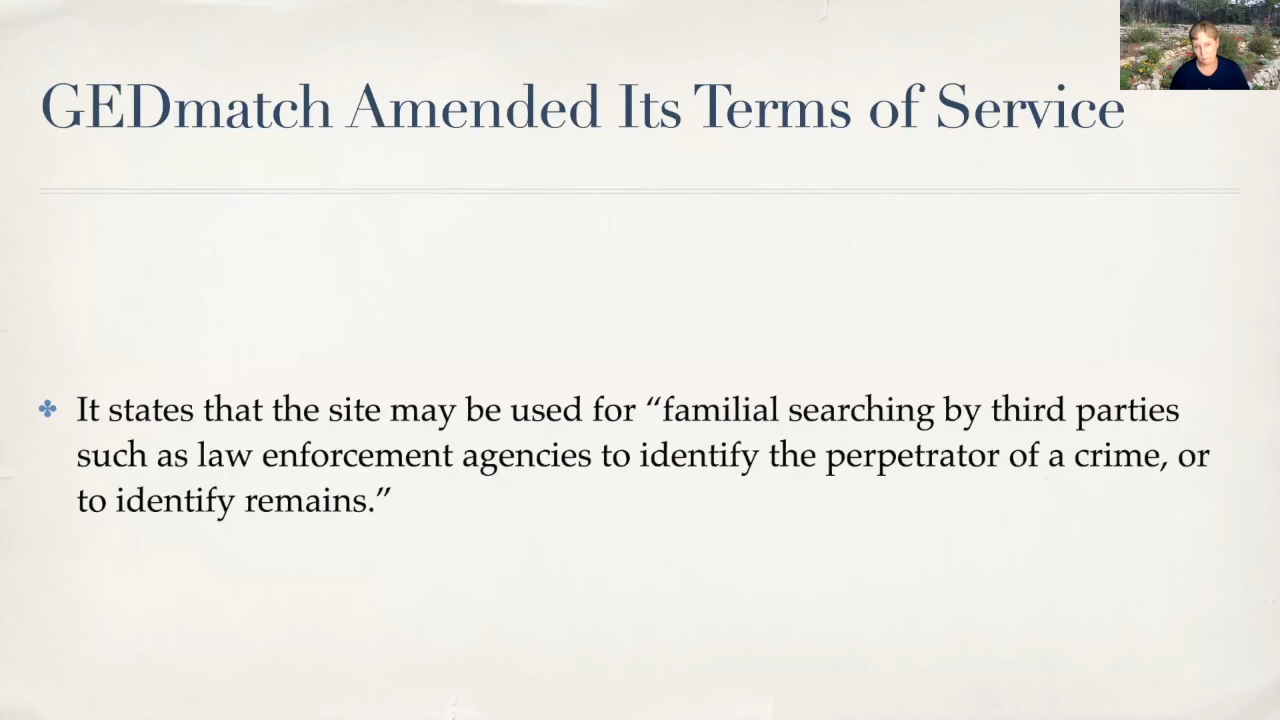 GEDmatch Amended Its Terms of Service
It states that the site may be used for “familial searching by third parties
such as law enforcement agencies to identify the perpetrator of a crime, or
to identify remains.”